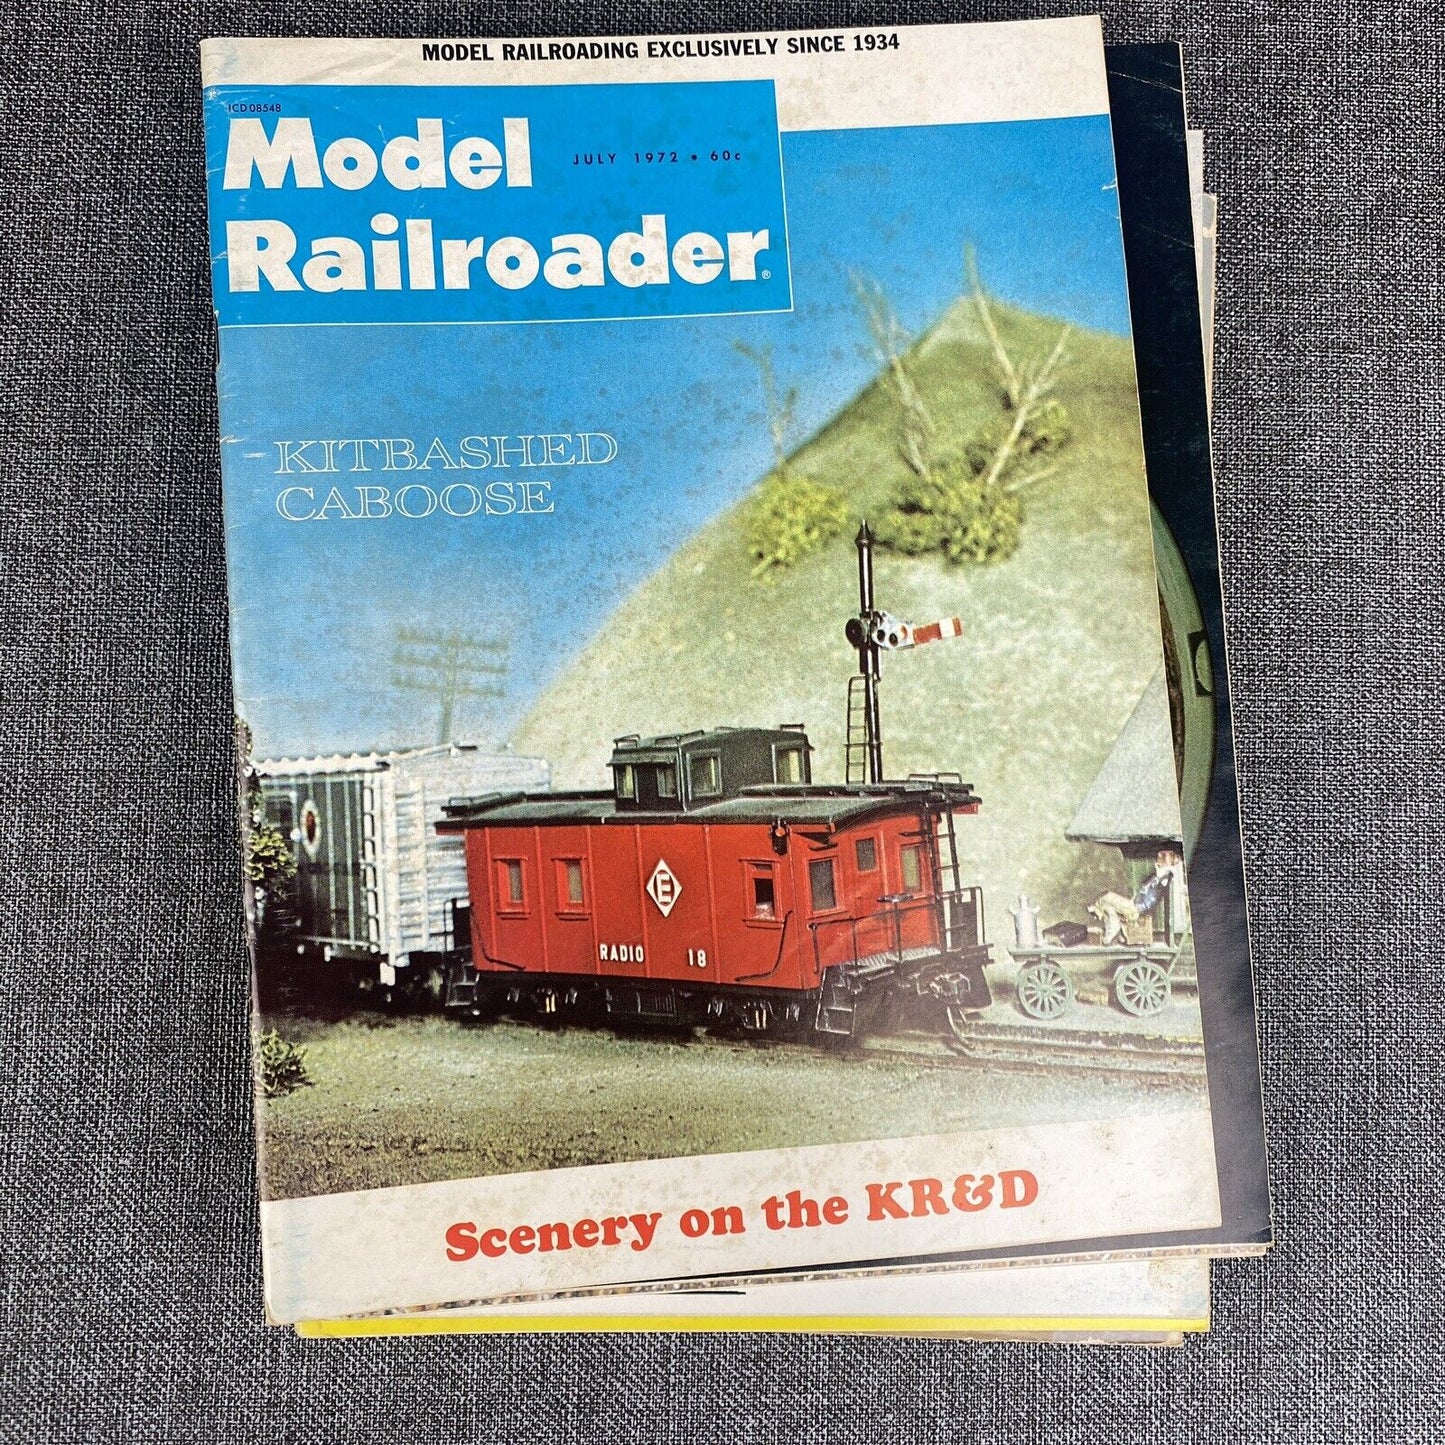 MODEL RAILROADING EXCLUSIVELY SINCE 1934
ICD 08548
Model
JULY 1972 • 60c
Railroader®
KITBASHED
CABOOSE
E
RADIO 18
Scenery on the KR&D